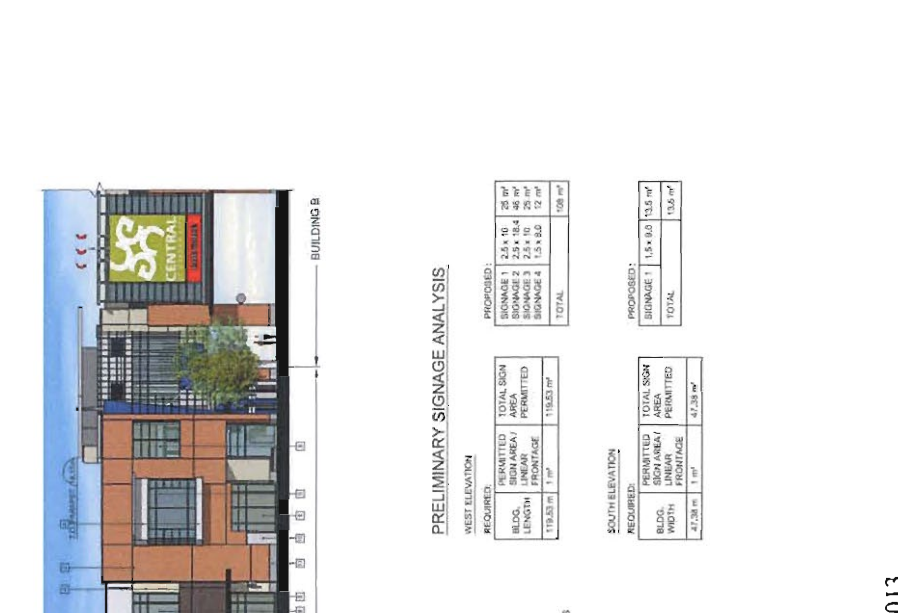 CENTRAL
BUILDING B
PRELIMINARY SIGNAGE ANALYSIS
WEST ELEVATION
REQUIRED:
BLDG. LENGTH | PERMITTED SIGN AREA / LINEAR FRONTAGE | TOTAL SIGN AREA PERMITTED
119.53 m | 1 m² | 119.53 m²
PROPOSED:
SIGNAGE 1 2.5 x 10 25 m²
SIGNAGE 2 2.5 x 18.4 46 m²
SIGNAGE 3 2.5 x 10 25 m²
SIGNAGE 4 1.5 x 8.0 12 m²
TOTAL 108 m²
SOUTH ELEVATION
REQUIRED:
BLDG. WIDTH | PERMITTED SIGN AREA / LINEAR FRONTAGE | TOTAL SIGN AREA PERMITTED
47.38 m | 1 m² | 47.38 m²
PROPOSED:
SIGNAGE 1 1.5 x 9.0 13.5 m²
TOTAL 13.5 m²